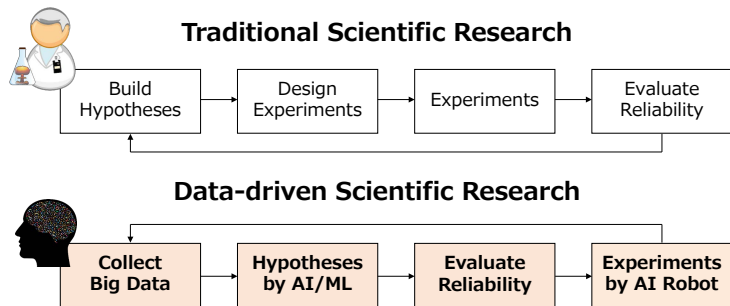 Traditional Scientific Research
Build
Hypotheses
Design
Experiments
Experiments
Evaluate
Reliability
Data-driven Scientific Research
Collect
Big Data
Hypotheses
by AI/ML
Evaluate
Reliability
Experiments
by AI Robot